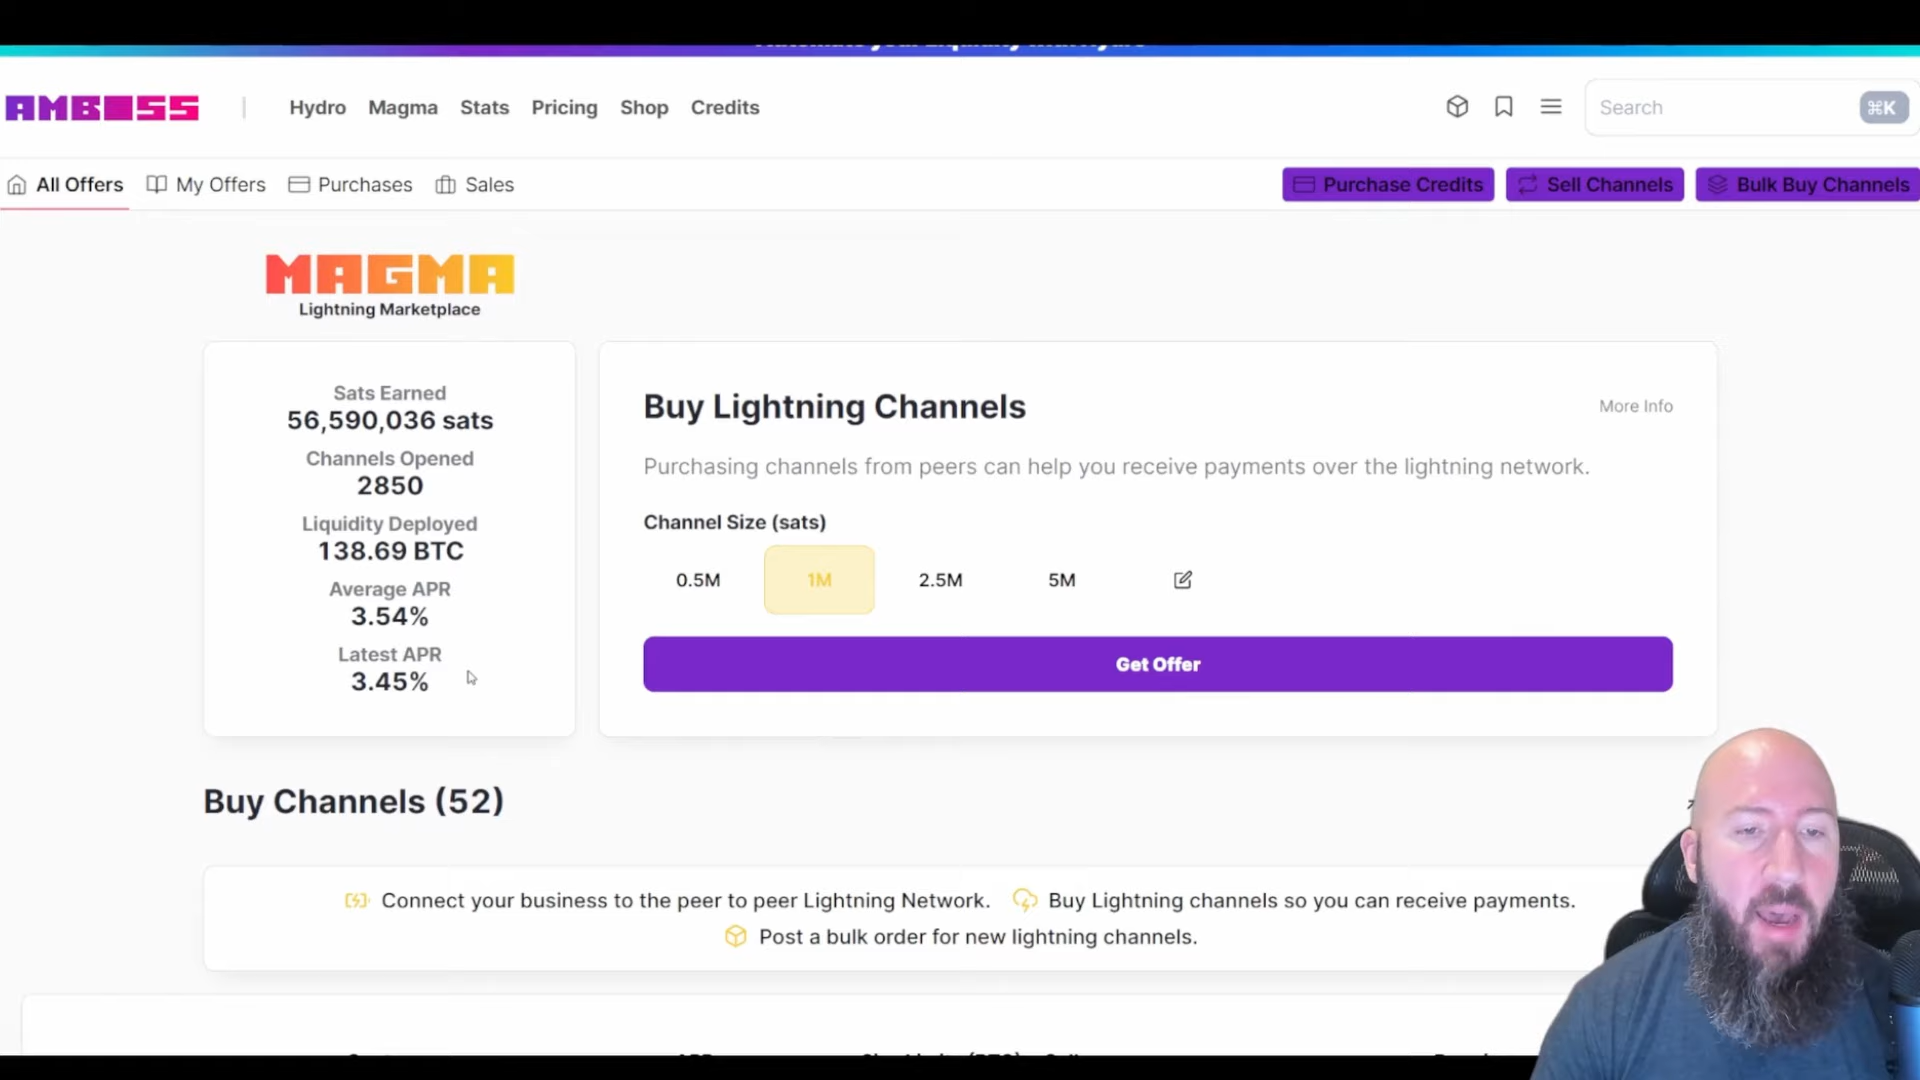 Automate your Liquidity with Hydro
AMBOSS
Hydro Magma Stats Pricing Shop Credits
Search ⌘K
All Offers My Offers Purchases Sales
Purchase Credits Sell Channels Bulk Buy Channels
MAGMA
Lightning Marketplace
Sats Earned
56,590,036 sats
Channels Opened
2850
Liquidity Deployed
138.69 BTC
Average APR
3.54%
Latest APR
3.45%
Buy Lightning Channels
More Info
Purchasing channels from peers can help you receive payments over the lightning network.
Channel Size (sats)
0.5M 1M 2.5M 5M
Get Offer
Buy Channels (52)
Connect your business to the peer to peer Lightning Network. Buy Lightning channels so you can receive payments.
Post a bulk order for new lightning channels.